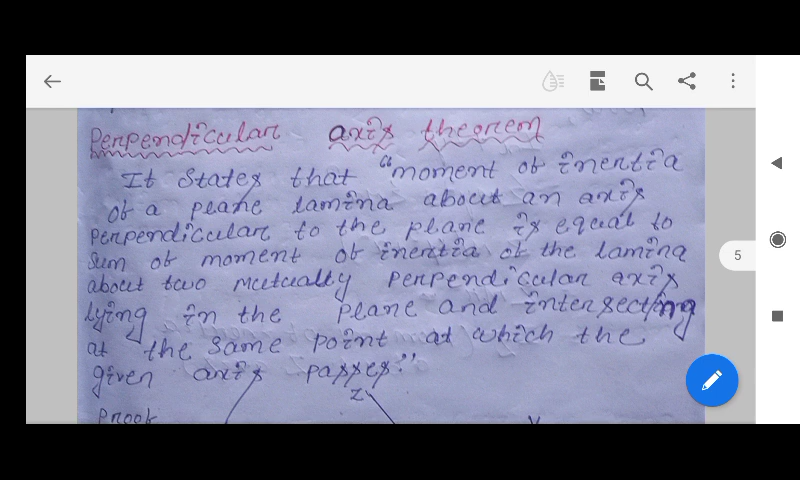 Perpendicular axis theorem
It states that "moment of inertia
of a plane lamina about an axis
perpendicular to the plane is equal to
sum of moment of inertia of the lamina
about two mutually perpendicular axis
lying in the plane and intersecting
at the same point at which the
given axis passes."
Z
Proof
Y
5